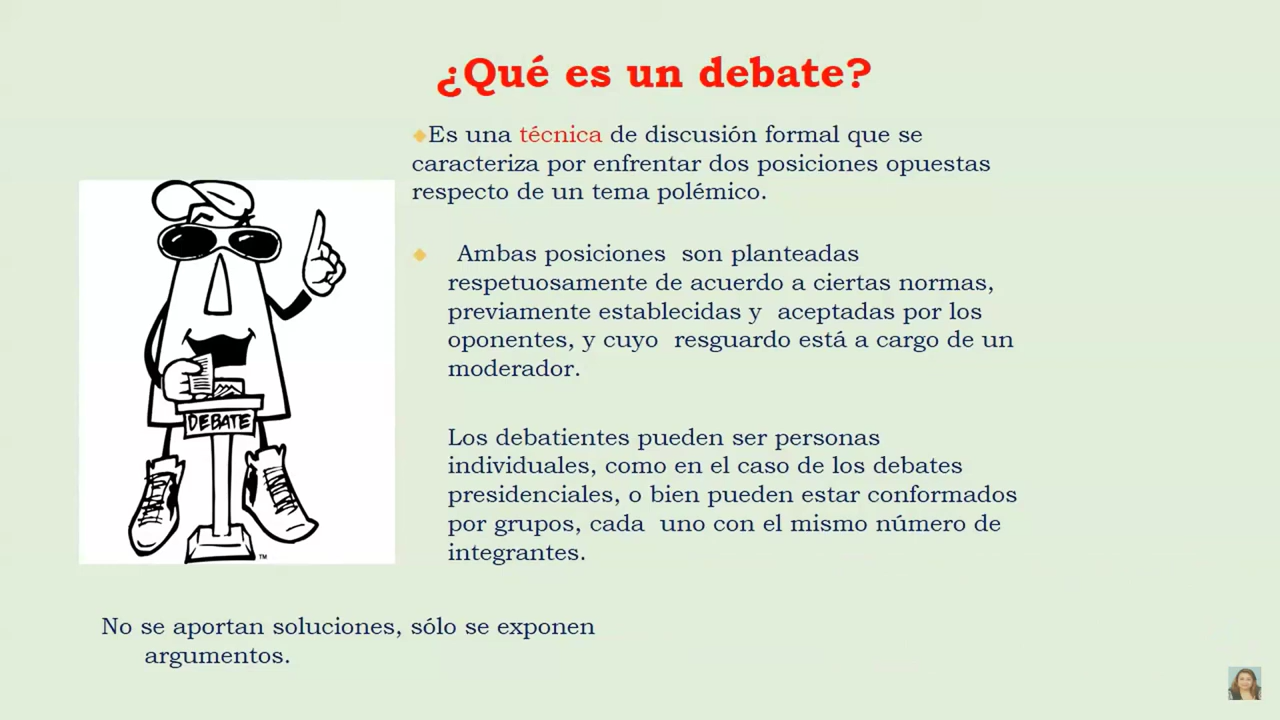 ¿Qué es un debate?
Es una técnica de discusión formal que se
caracteriza por enfrentar dos posiciones opuestas
respecto de un tema polémico.
Ambas posiciones son planteadas
respetuosamente de acuerdo a ciertas normas,
previamente establecidas y aceptadas por los
oponentes, y cuyo resguardo está a cargo de un
moderador.
DEBATE
Los debatientes pueden ser personas
individuales, como en el caso de los debates
presidenciales, o bien pueden estar conformados
por grupos, cada uno con el mismo número de
integrantes.
TM
No se aportan soluciones, sólo se exponen
argumentos.